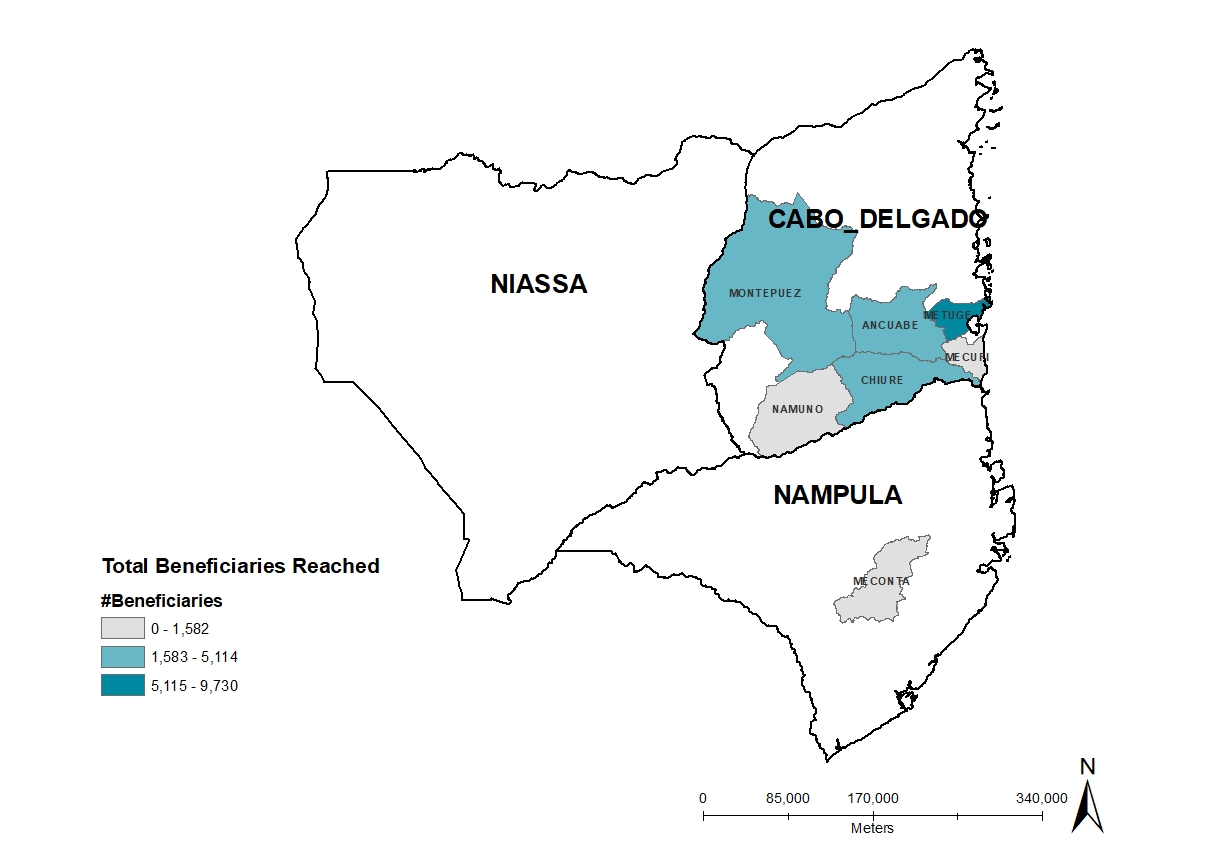 CABO_DELGADO
NIASSA
MONTEPUEZ
METUGE
ANCUABE
MECUFI
CHIURE
NAMUNO
NAMPULA
MECONTA
Total Beneficiaries Reached
#Beneficiaries
0 - 1,582
1,583 - 5,114
5,115 - 9,730
N
0 85,000 170,000 340,000
Meters